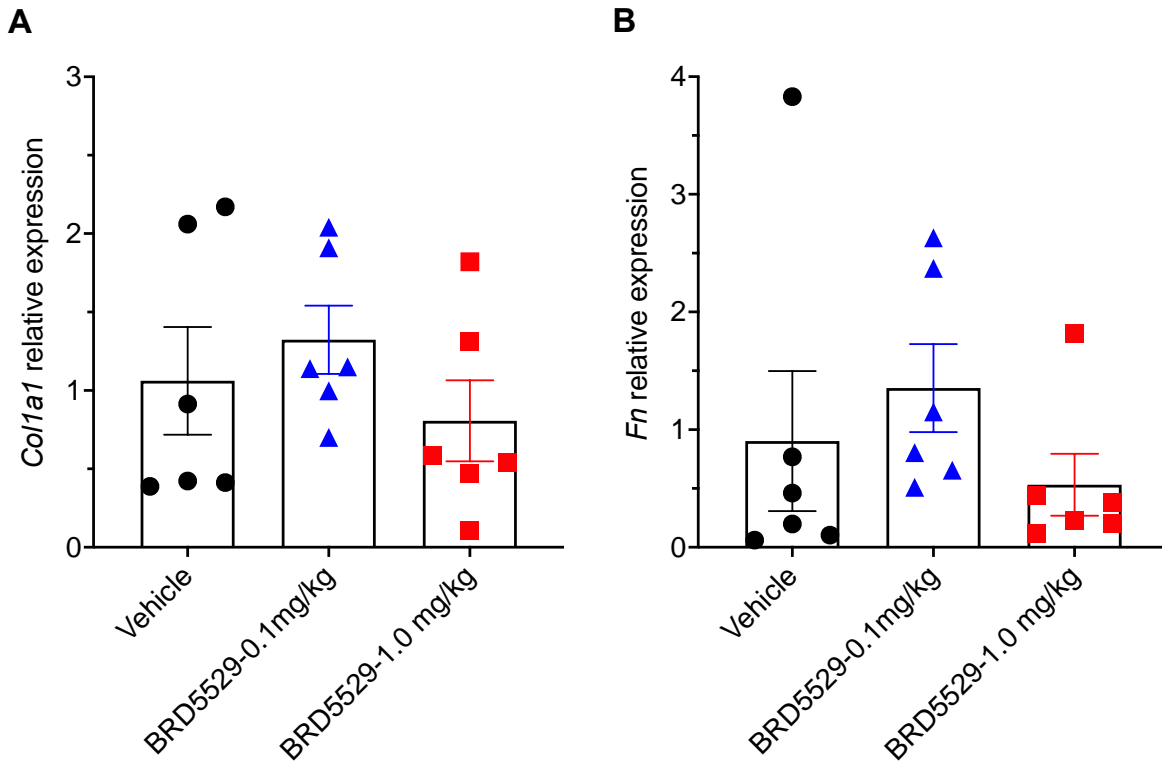 A
Col1a1 relative expression
3
2
1
0
Vehicle
BRD5529-0.1mg/kg
BRD5529-1.0 mg/kg
B
Fn relative expression
4
3
2
1
0
Vehicle
BRD5529-0.1mg/kg
BRD5529-1.0 mg/kg